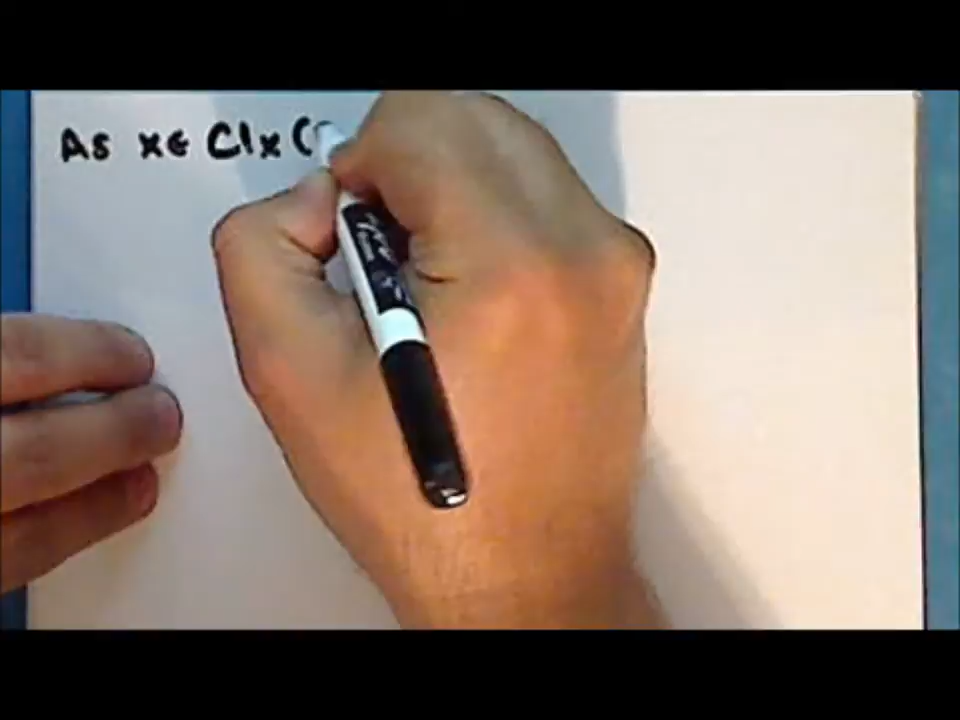 As x ∈ Clx (